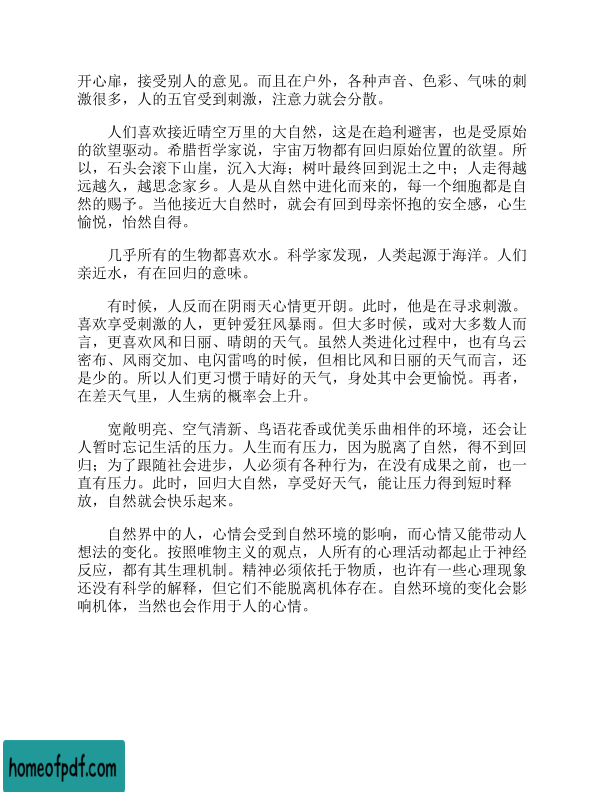 开心扉，接受别人的意见。而且在户外，各种声音、色彩、气味的刺
激很多，人的五官受到刺激，注意力就会分散。
人们喜欢接近晴空万里的大自然，这是在趋利避害，也是受原始
的欲望驱动。希腊哲学家说，宇宙万物都有回归原始位置的欲望。所
以，石头会滚下山崖，沉入大海；树叶最终回到泥土之中；人走得越
远越久，越思念家乡。人是从自然中进化而来的，每一个细胞都是自
然的赐予。当他接近大自然时，就会有回到母亲怀抱的安全感，心生
愉悦，怡然自得。
几乎所有的生物都喜欢水。科学家发现，人类起源于海洋。人们
亲近水，有在回归的意味。
有时候，人反而在阴雨天心情更开朗。此时，他是在寻求刺激。
喜欢享受刺激的人，更钟爱狂风暴雨。但大多时候，或对大多数人而
言，更喜欢风和日丽、晴朗的天气。虽然人类进化过程中，也有乌云
密布、风雨交加、电闪雷鸣的时候，但相比风和日丽的天气而言，还
是少的。所以人们更习惯于晴好的天气，身处其中会更愉悦。再者，
在差天气里，人生病的概率会上升。
宽敞明亮、空气清新、鸟语花香或优美乐曲相伴的环境，还会让
人暂时忘记生活的压力。人生而有压力，因为脱离了自然，得不到回
归；为了跟随社会进步，人必须有各种行为，在没有成果之前，也一
直有压力。此时，回归大自然，享受好天气，能让压力得到短时释
放，自然就会快乐起来。
自然界中的人，心情会受到自然环境的影响，而心情又能带动人
想法的变化。按照唯物主义的观点，人所有的心理活动都起止于神经
反应，都有其生理机制。精神必须依托于物质，也许有一些心理现象
还没有科学的解释，但它们不能脱离机体存在。自然环境的变化会影
响机体，当然也会作用于人的心情。
homeofpdf.com